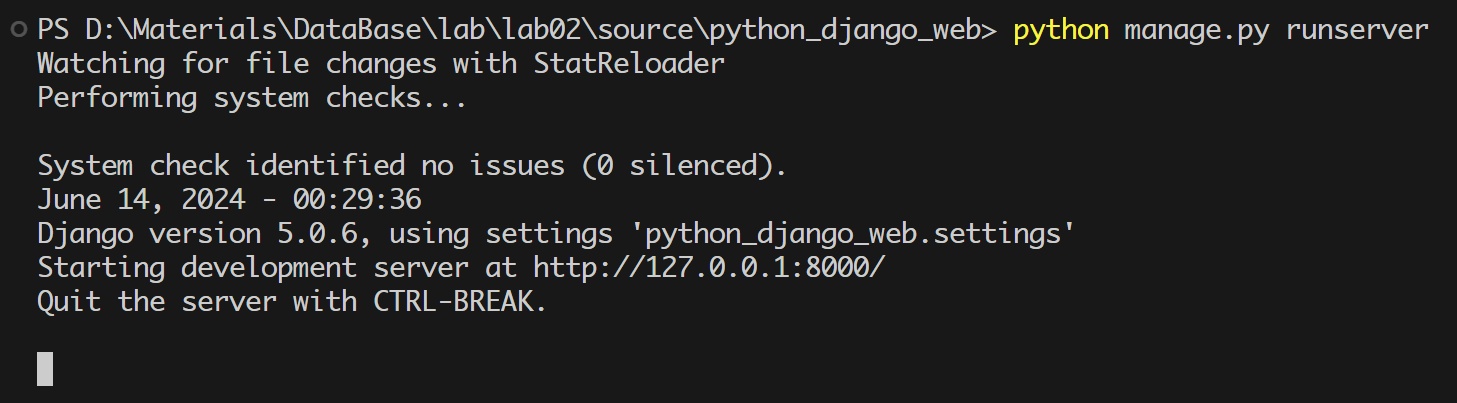 PS D:\Materials\DataBase\lab\lab02\source\python_django_web> python manage.py runserver
Watching for file changes with StatReloader
Performing system checks...
System check identified no issues (0 silenced).
June 14, 2024 - 00:29:36
Django version 5.0.6, using settings 'python_django_web.settings'
Starting development server at http://127.0.0.1:8000/
Quit the server with CTRL-BREAK.